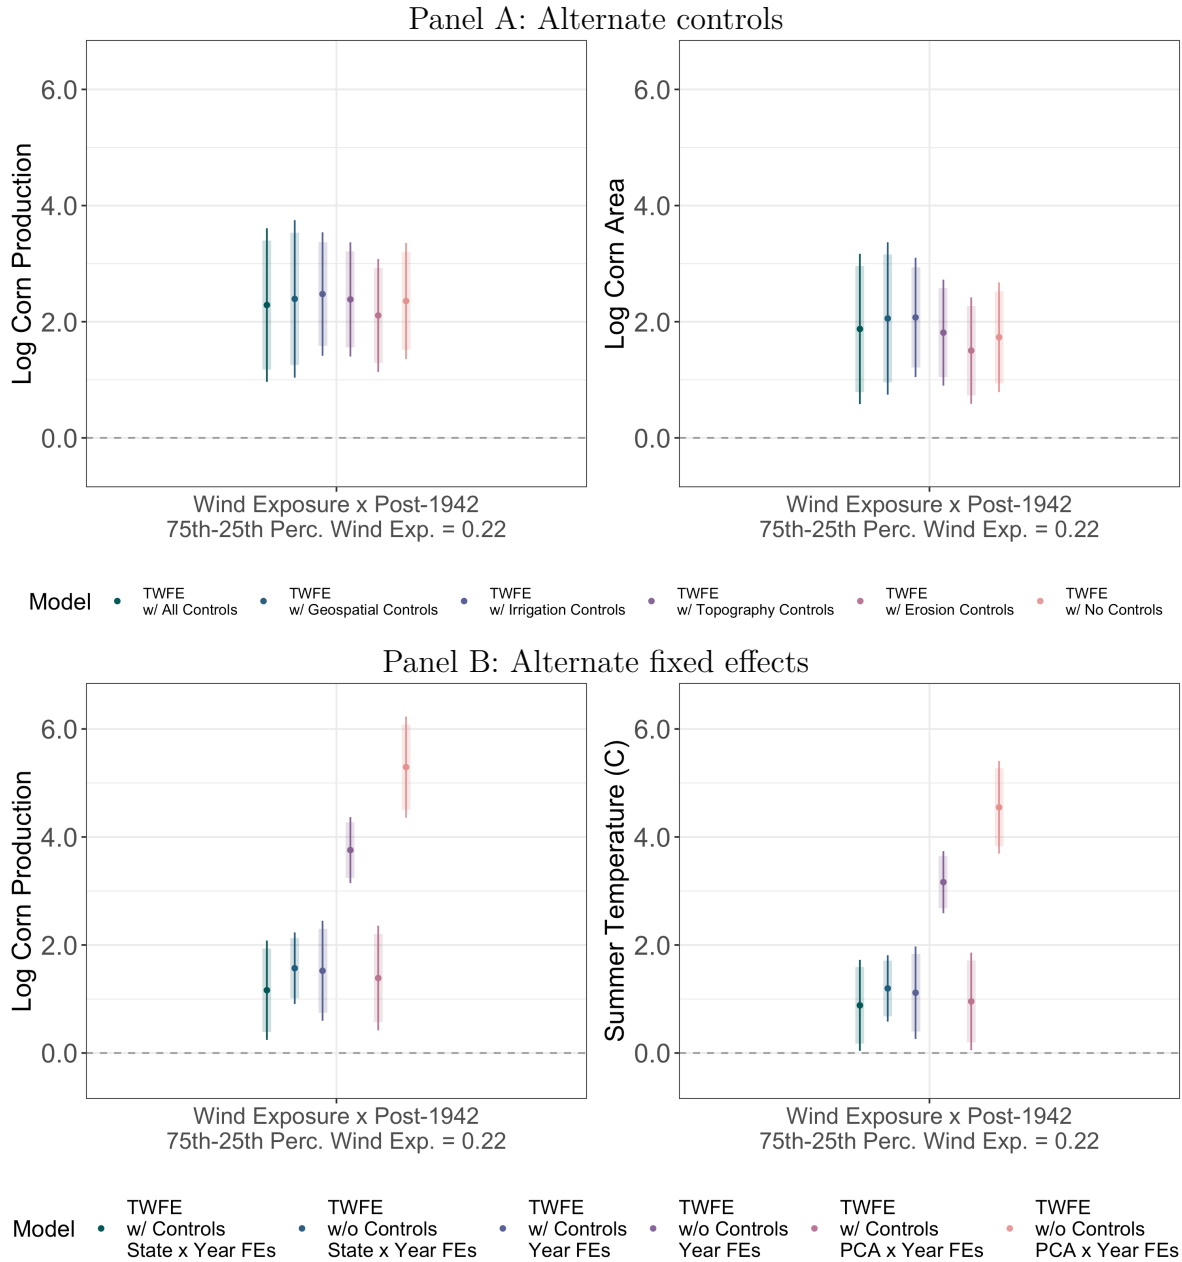 Panel A: Alternate controls
Log Corn Production
6.0
4.0
2.0
0.0
Wind Exposure x Post-1942
75th-25th Perc. Wind Exp. = 0.22
Log Corn Area
6.0
4.0
2.0
0.0
Wind Exposure x Post-1942
75th-25th Perc. Wind Exp. = 0.22
Model
TWFE
w/ All Controls
TWFE
w/ Geospatial Controls
TWFE
w/ Irrigation Controls
TWFE
w/ Topography Controls
TWFE
w/ Erosion Controls
TWFE
w/ No Controls
Panel B: Alternate fixed effects
Log Corn Production
6.0
4.0
2.0
0.0
Wind Exposure x Post-1942
75th-25th Perc. Wind Exp. = 0.22
Summer Temperature (C)
6.0
4.0
2.0
0.0
Wind Exposure x Post-1942
75th-25th Perc. Wind Exp. = 0.22
Model
TWFE
w/ Controls
State x Year FEs
TWFE
w/o Controls
State x Year FEs
TWFE
w/ Controls
Year FEs
TWFE
w/o Controls
Year FEs
TWFE
w/ Controls
PCA x Year FEs
TWFE
w/o Controls
PCA x Year FEs